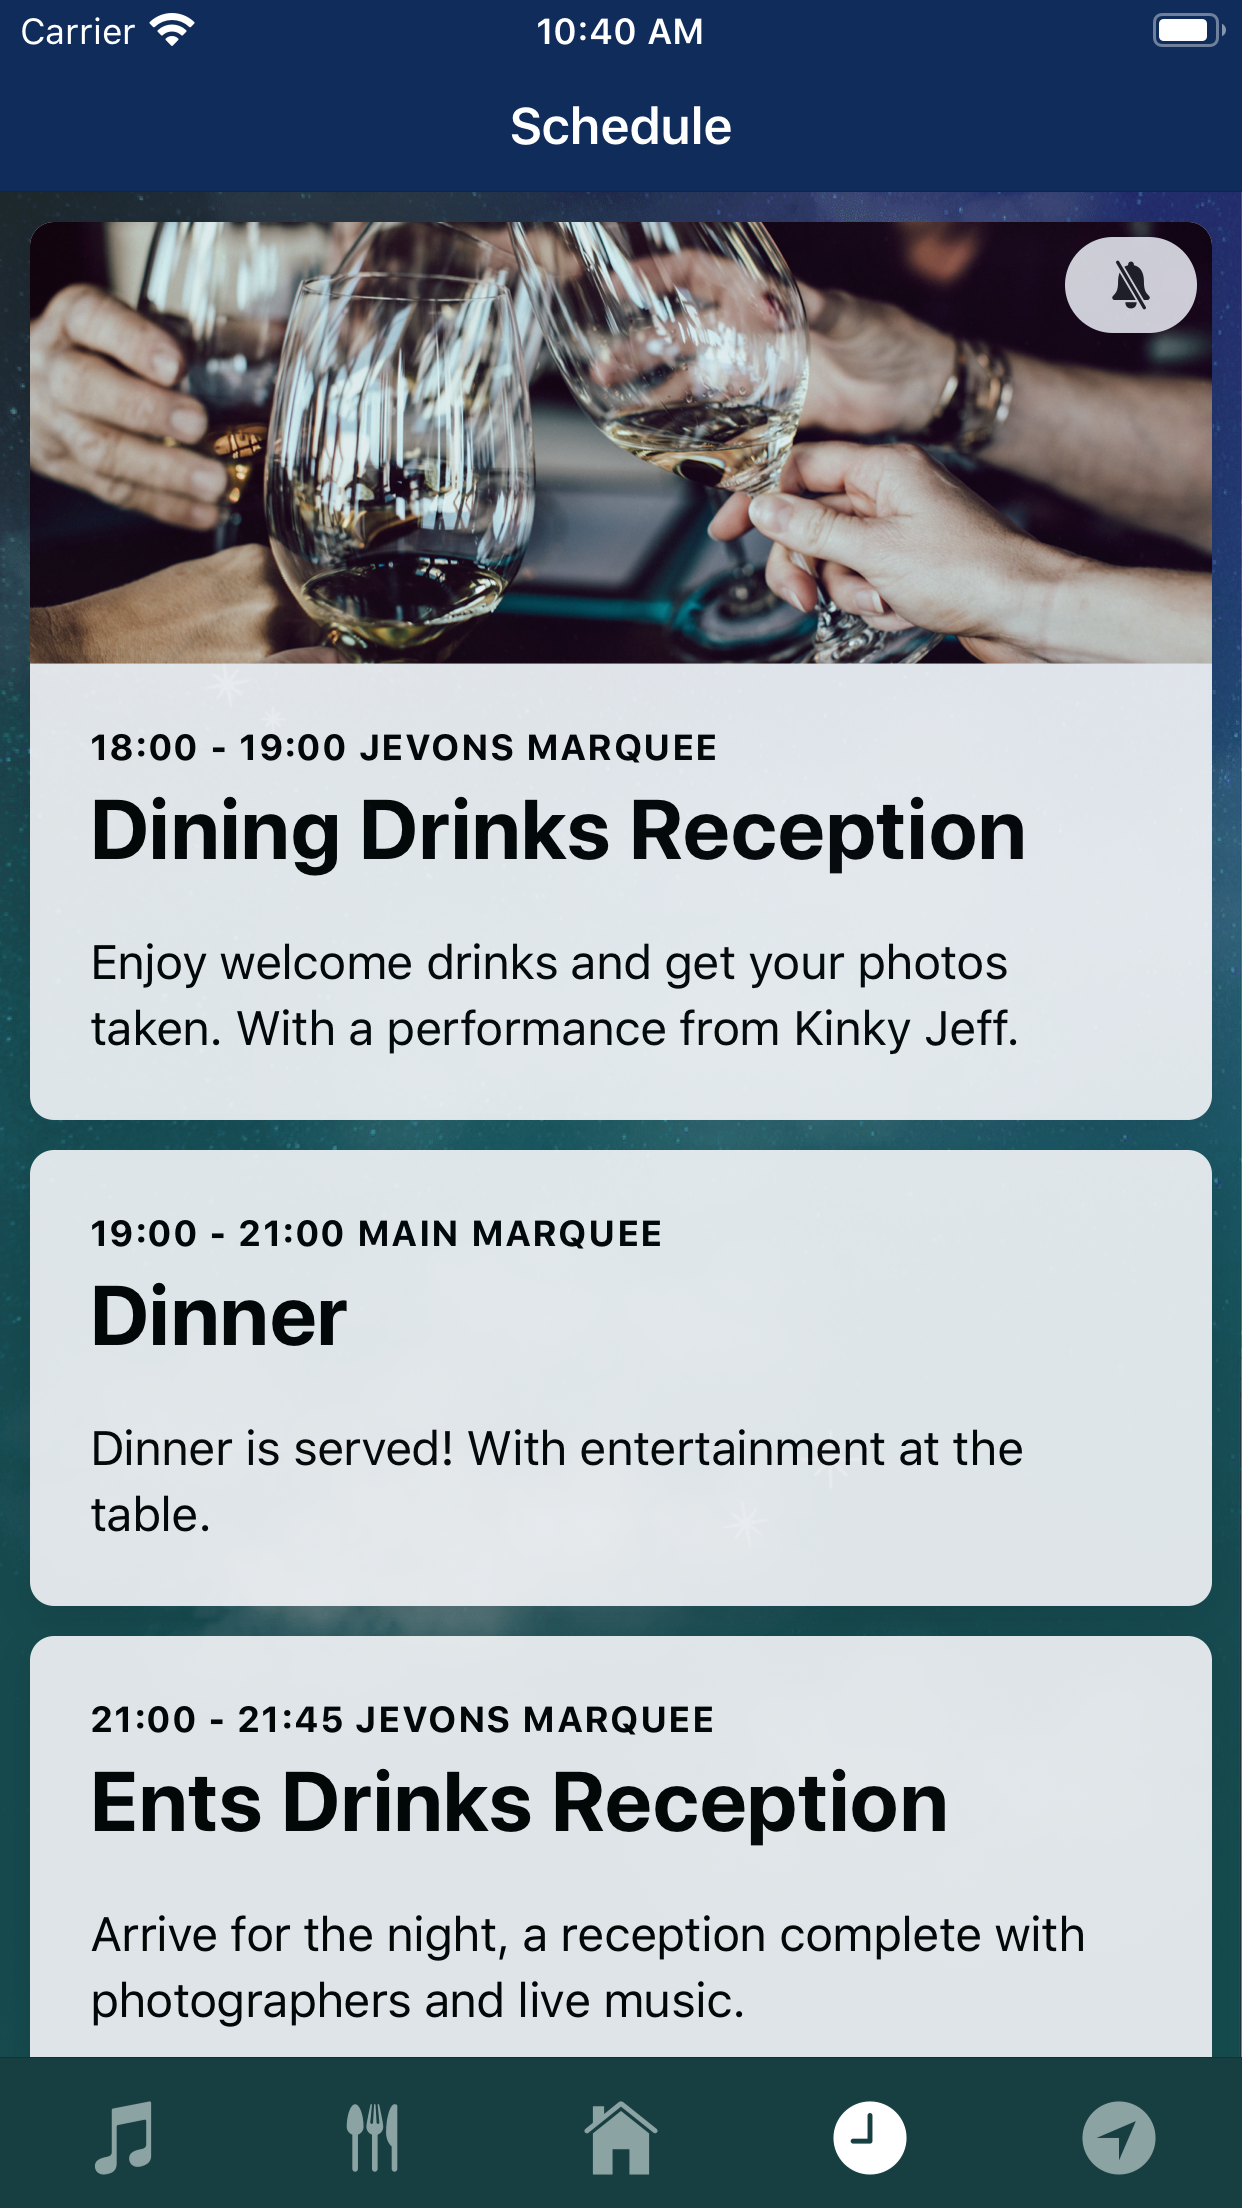 Carrier 10:40 AM
Schedule
18:00 - 19:00 JEVONS MARQUEE
Dining Drinks Reception
Enjoy welcome drinks and get your photos
taken. With a performance from Kinky Jeff.
19:00 - 21:00 MAIN MARQUEE
Dinner
Dinner is served! With entertainment at the
table.
21:00 - 21:45 JEVONS MARQUEE
Ents Drinks Reception
Arrive for the night, a reception complete with
photographers and live music.